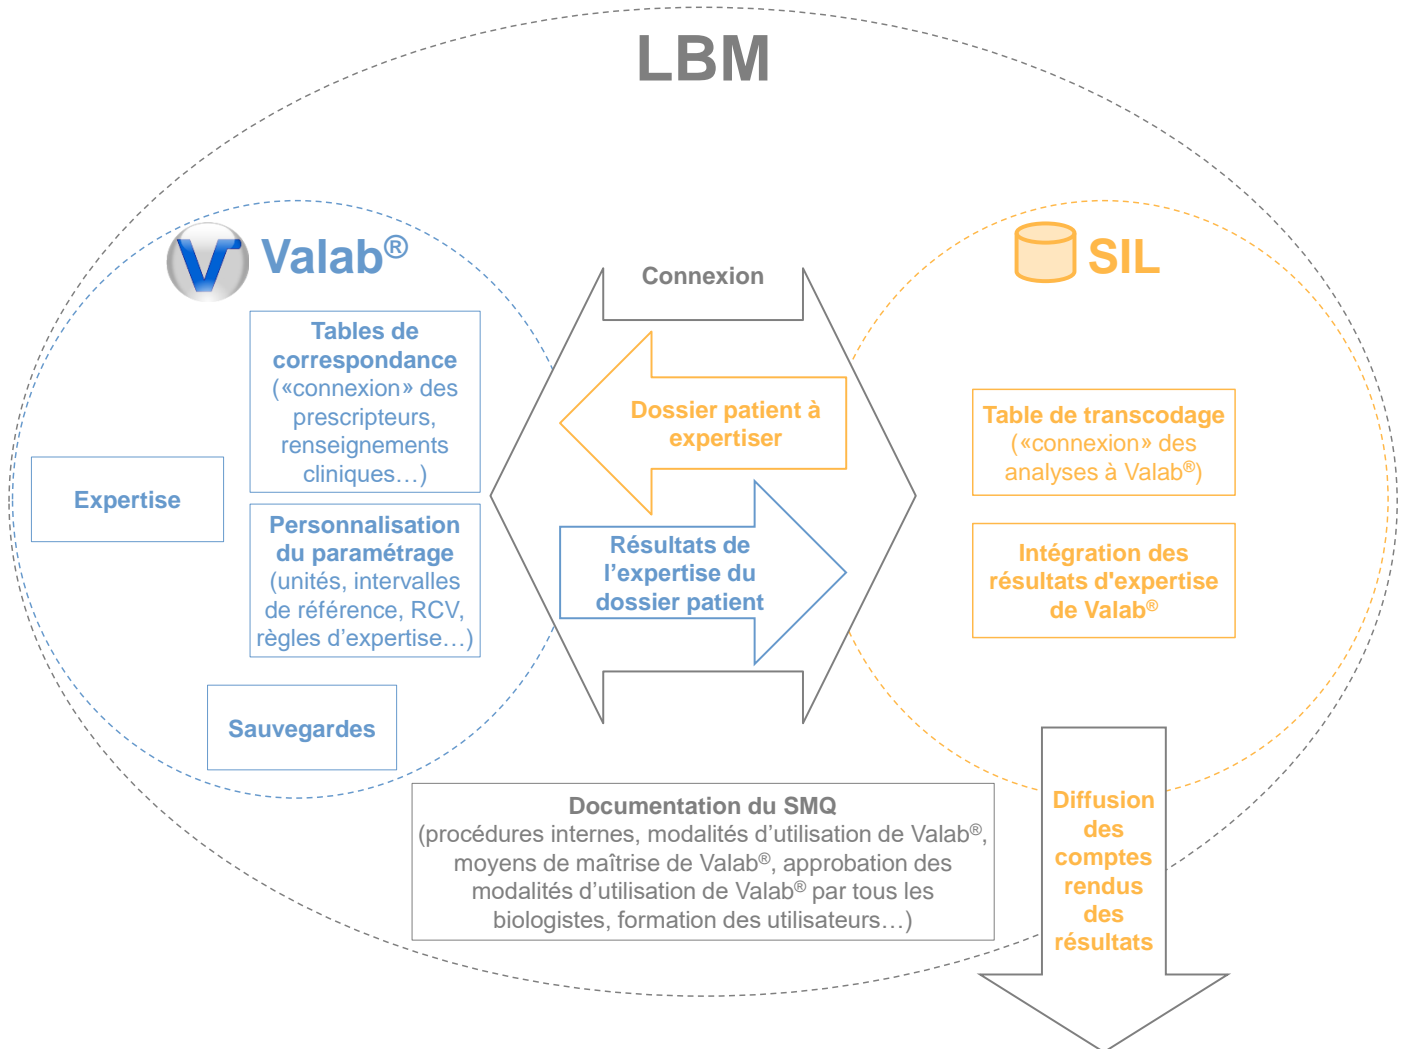 LBM
Valab®
Tables de
correspondance
(«connexion» des
prescripteurs,
renseignements
cliniques…)
Expertise
Personnalisation
du paramétrage
(unités, intervalles
de référence, RCV,
règles d’expertise…)
Sauvegardes
Connexion
Dossier patient à
expertiser
Résultats de
l’expertise du
dossier patient
SIL
Table de transcodage
(«connexion» des
analyses à Valab®)
Intégration des
résultats d'expertise
de Valab®
Documentation du SMQ
(procédures internes, modalités d’utilisation de Valab®,
moyens de maîtrise de Valab®, approbation des
modalités d’utilisation de Valab® par tous les
biologistes, formation des utilisateurs…)
Diffusion
des
comptes
rendus
des
résultats